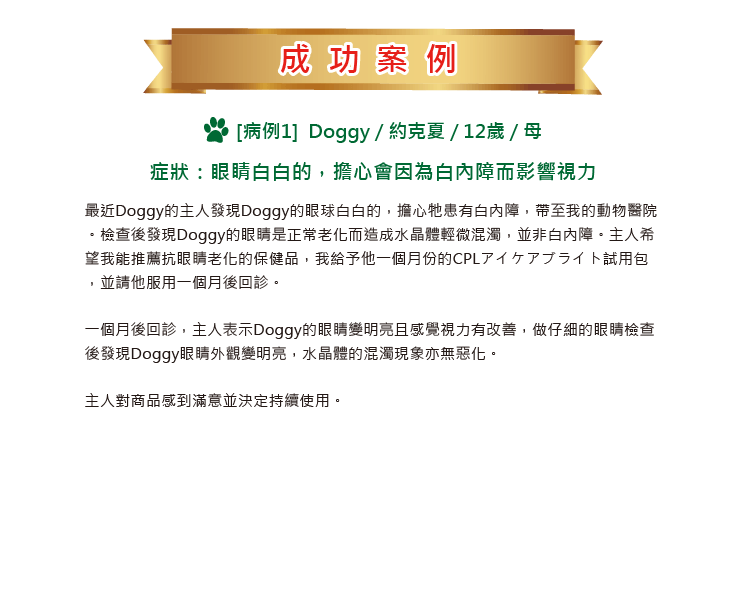 成功案例
[病例1] Doggy / 約克夏 / 12歲 / 母
症狀：眼睛白白的，擔心會因為白內障而影響視力
最近Doggy的主人發現Doggy的眼球白白的，擔心牠患有白內障，帶至我的動物醫院
。檢查後發現Doggy的眼睛是正常老化而造成水晶體輕微混濁，並非白內障。主人希
望我能推薦抗眼睛老化的保健品，我給予他一個月份的CPLアイケアブライト試用包
，並請他服用一個月後回診。
一個月後回診，主人表示Doggy的眼睛變明亮且感覺視力有改善，做仔細的眼睛檢查
後發現Doggy眼睛外觀變明亮，水晶體的混濁現象亦無惡化。
主人對商品感到滿意並決定持續使用。